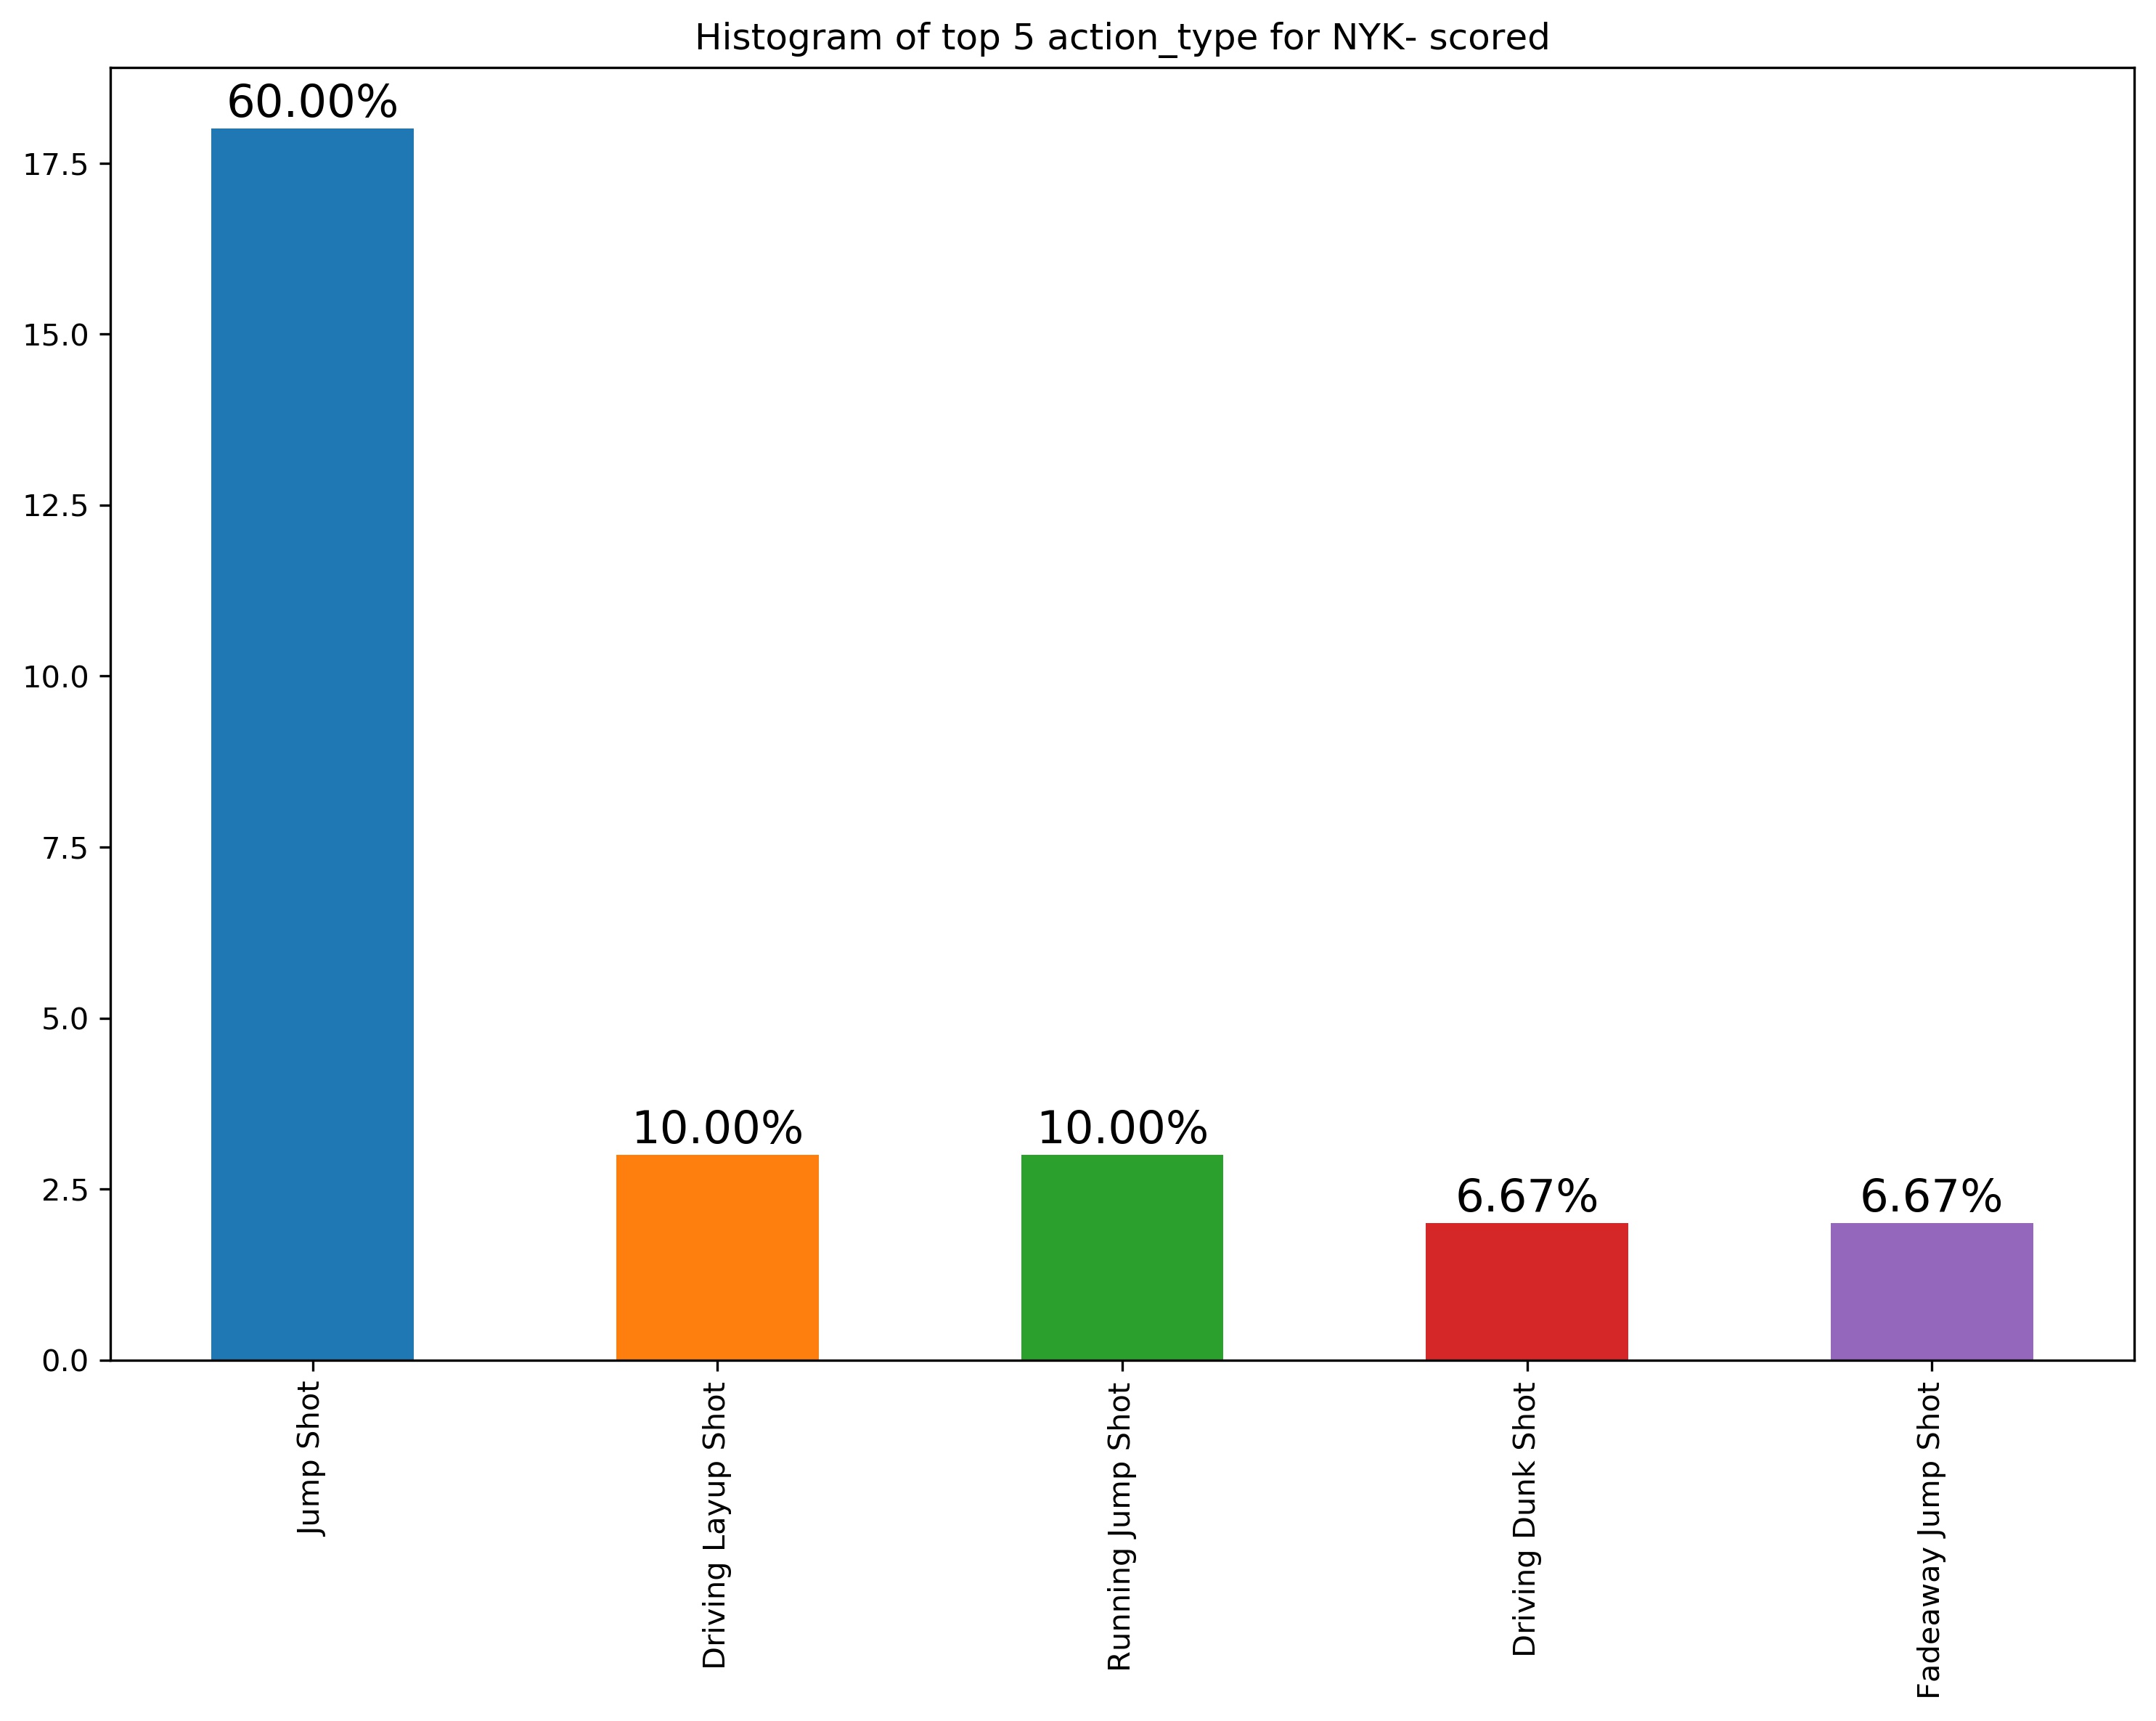 Histogram of top 5 action_type for NYK- scored
60.00%
17.5
15.0
12.5
10.0
7.5
5.0
10.00%
10.00%
2.5
6.67%
6.67%
0.0
Jump Shot
Driving Layup Shot
Running Jump Shot
Driving Dunk Shot
Fadeaway Jump Shot